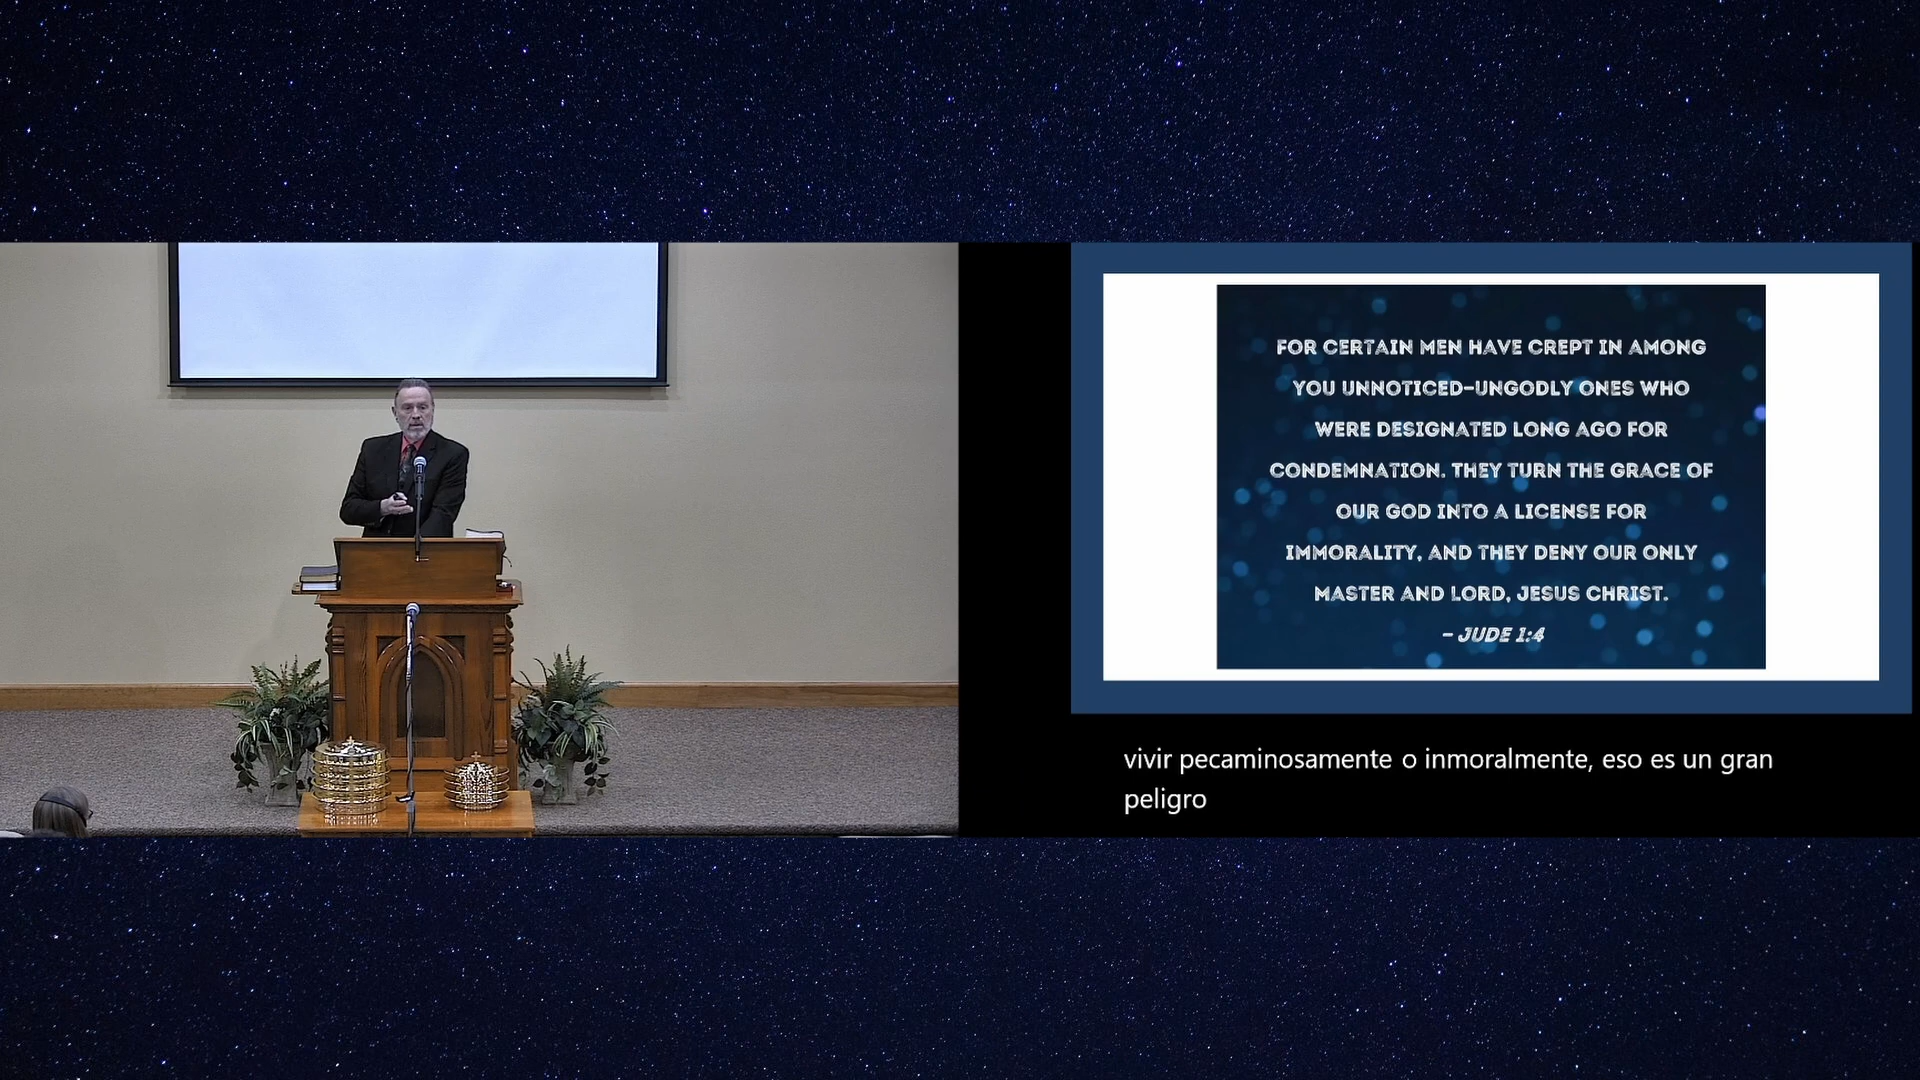 FOR CERTAIN MEN HAVE CREPT IN AMONG
YOU UNNOTICED–UNGODLY ONES WHO
WERE DESIGNATED LONG AGO FOR
CONDEMNATION. THEY TURN THE GRACE OF
OUR GOD INTO A LICENSE FOR
IMMORALITY, AND THEY DENY OUR ONLY
MASTER AND LORD, JESUS CHRIST.
– JUDE 1:4
vivir pecaminosamente o inmoralmente, eso es un gran
peligro